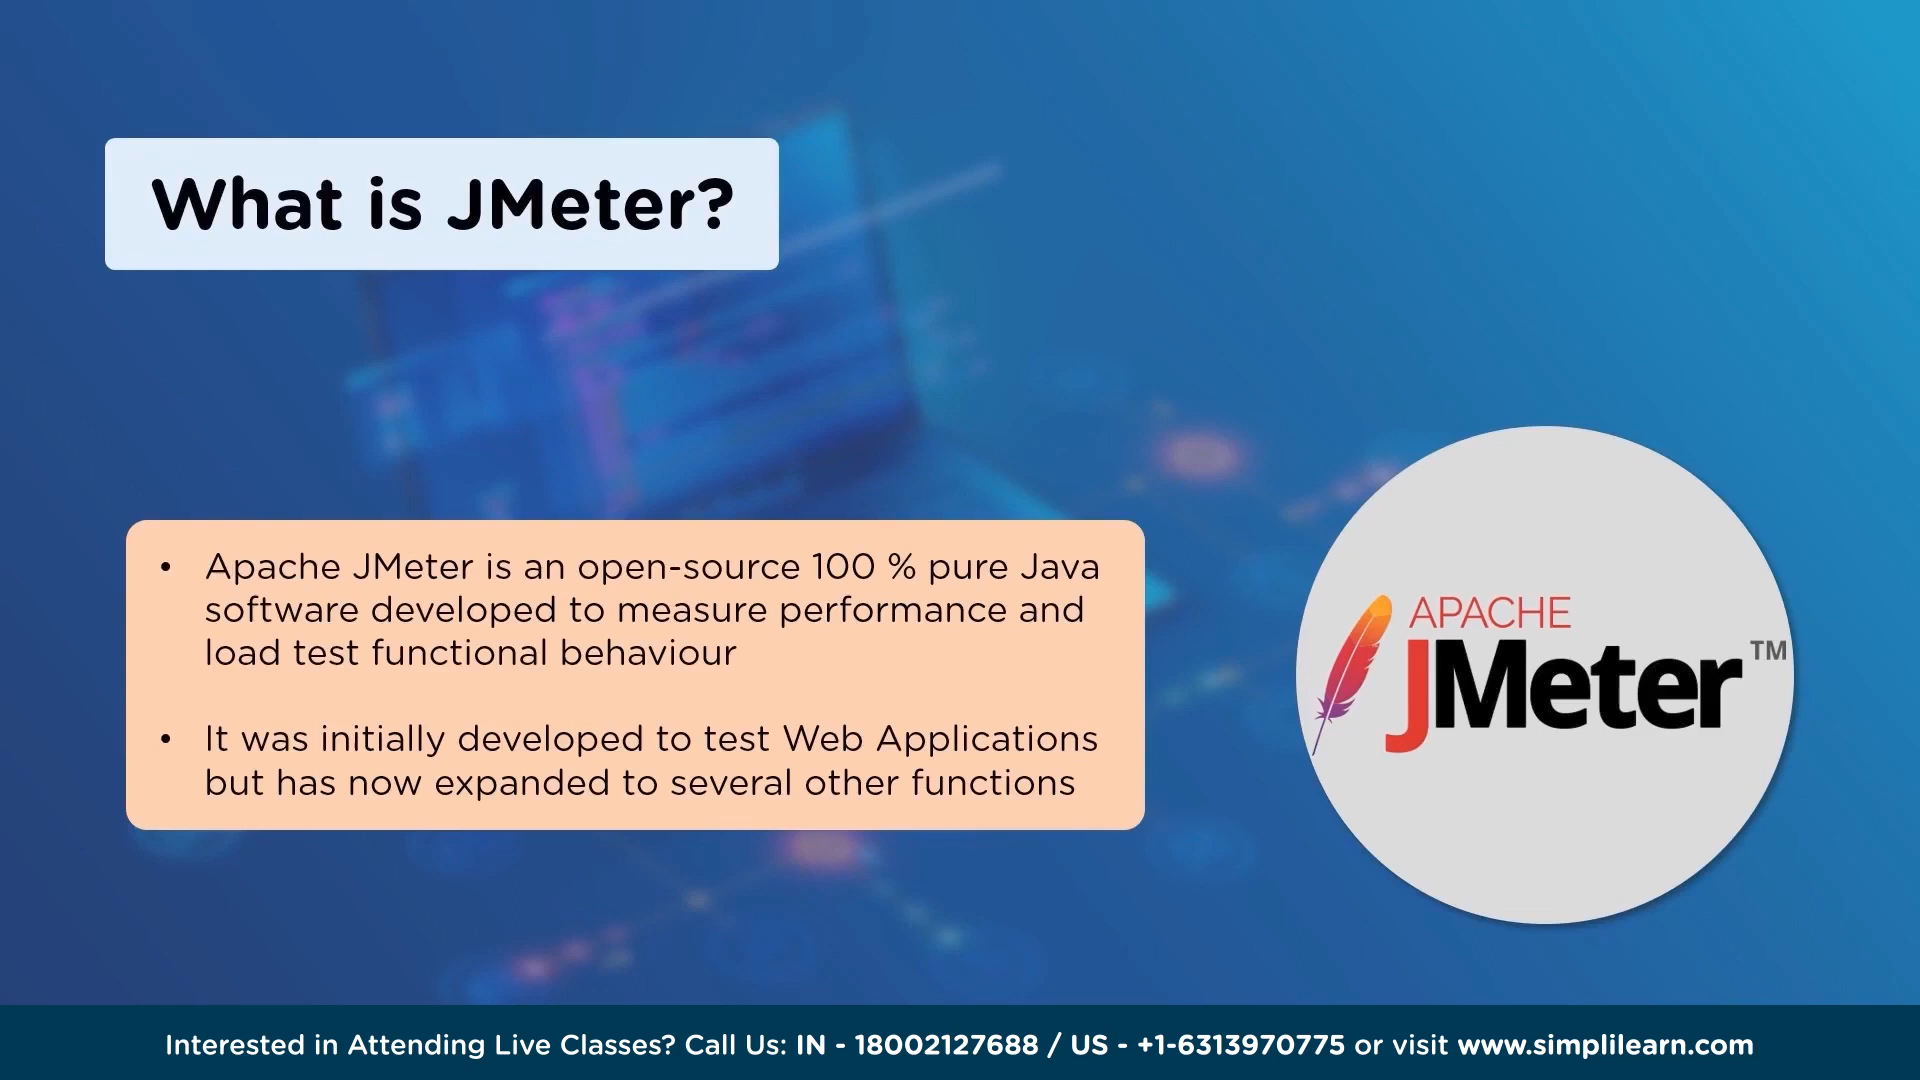 What is JMeter?
• Apache JMeter is an open-source 100 % pure Java
software developed to measure performance and
load test functional behaviour
• It was initially developed to test Web Applications
but has now expanded to several other functions
APACHE
JMeter™
Interested in Attending Live Classes? Call Us: IN - 18002127688 / US - +1-6313970775 or visit www.simplilearn.com